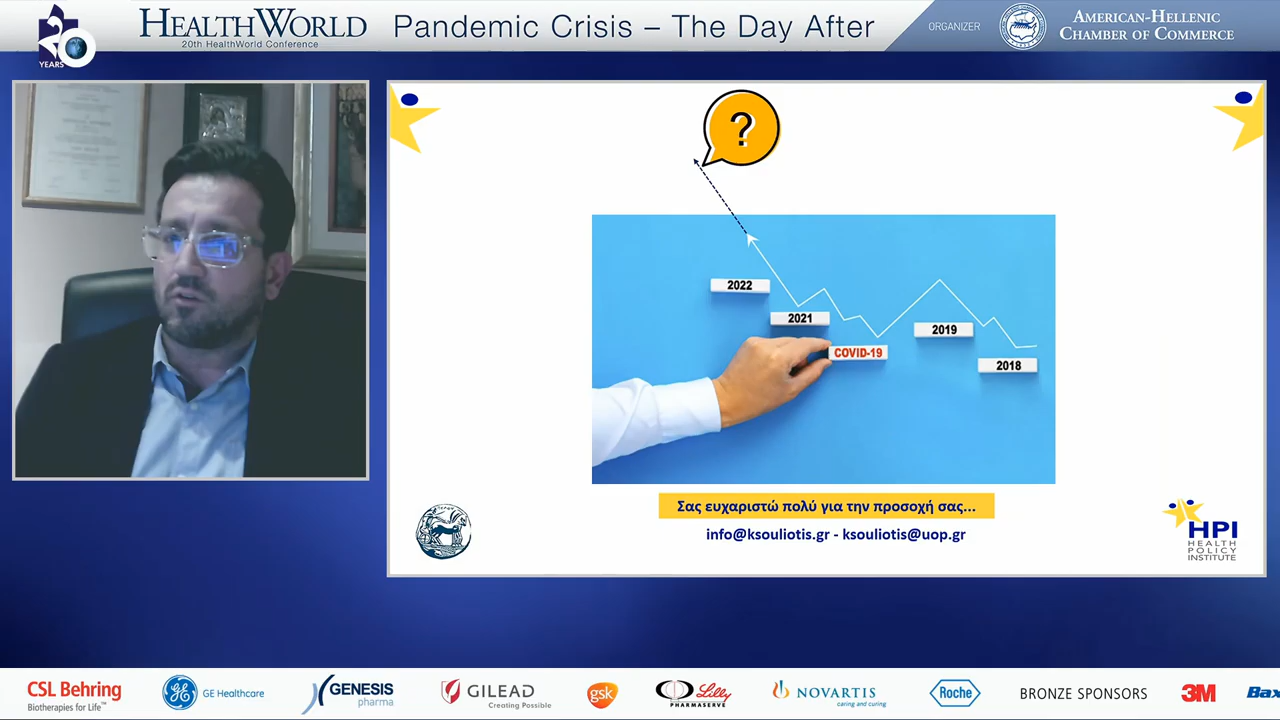 20
YEARS
HEALTHWORLD
20th HealthWorld Conference
Pandemic Crisis – The Day After
ORGANIZER
AMERICAN-HELLENIC
CHAMBER OF COMMERCE
?
2022
2021
COVID-19
2019
2018
Σας ευχαριστώ πολύ για την προσοχή σας...
info@ksouliotis.gr - ksouliotis@uop.gr
HPI
HEALTH
POLICY
INSTITUTE
CSL Behring
Biotherapies for Life™
GE Healthcare
GENESIS
pharma
GILEAD
Creating Possible
gsk
Lilly
PHARMASERVE
NOVARTIS
caring and curing
Roche
BRONZE SPONSORS
3M
Bax